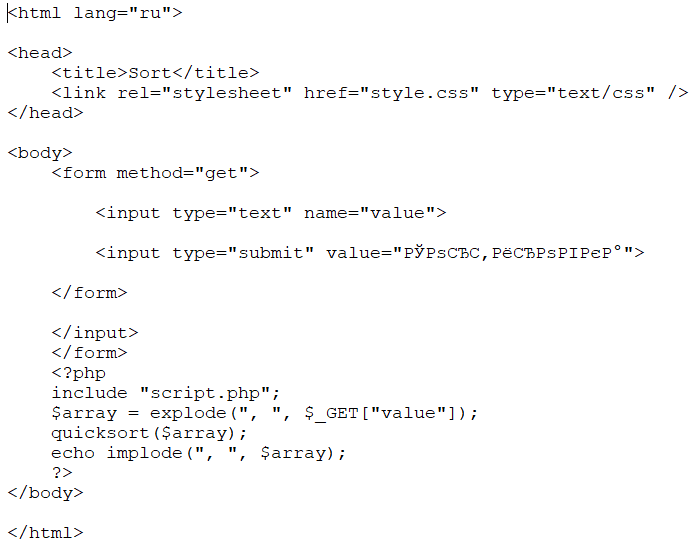 <html lang="ru">
<head>
<title>Sort</title>
<link rel="stylesheet" href="style.css" type="text/css" />
</head>
<body>
<form method="get">
<input type="text" name="value">
<input type="submit" value="РЎРѕСЂС‚РёСЂРѕРІРєР°">
</form>
</input>
</form>
<?php
include "script.php";
$array = explode(", ", $_GET["value"]);
quicksort($array);
echo implode(", ", $array);
?>
</body>
</html>